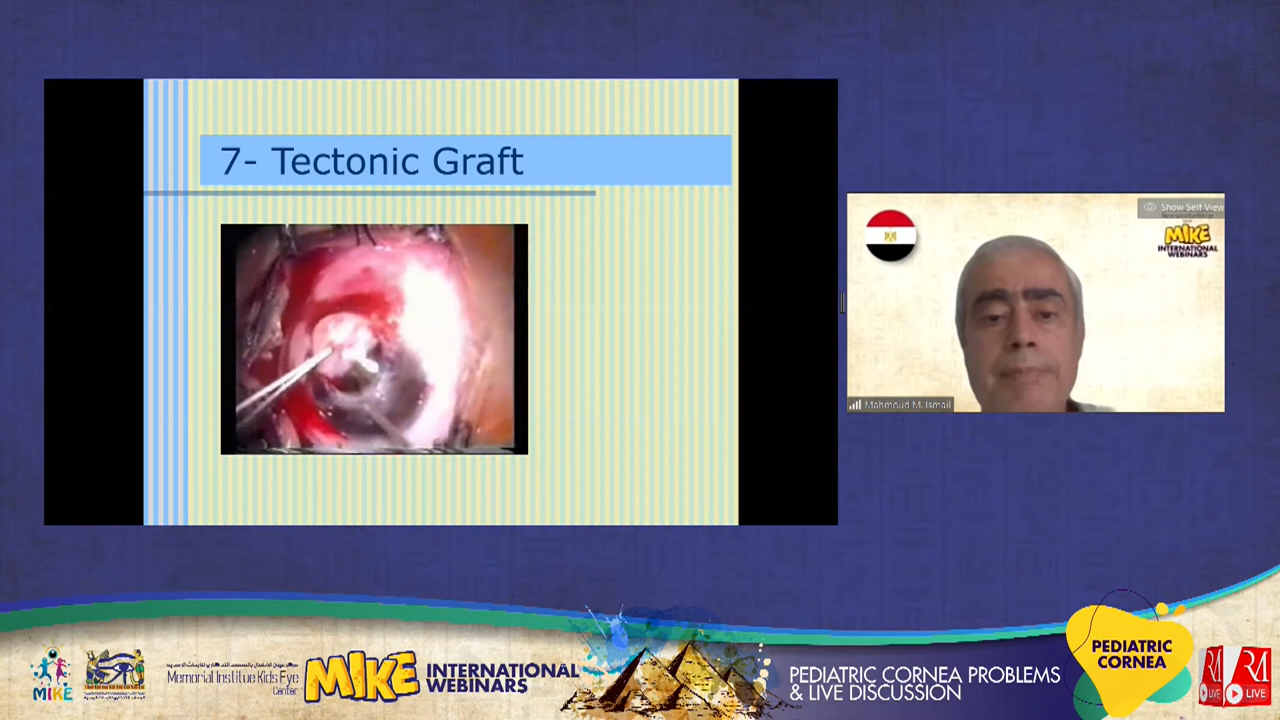 7- Tectonic Graft
Show Self View
MIKE
INTERNATIONAL
WEBINARS
Mahmoud M. Ismail
MIKE
Memorial Institue Kids Eye
Center
MIKE
INTERNATIONAL
WEBINARS
PEDIATRIC CORNEA PROBLEMS
& LIVE DISCUSSION
PEDIATRIC
CORNEA
LIVE
LIVE